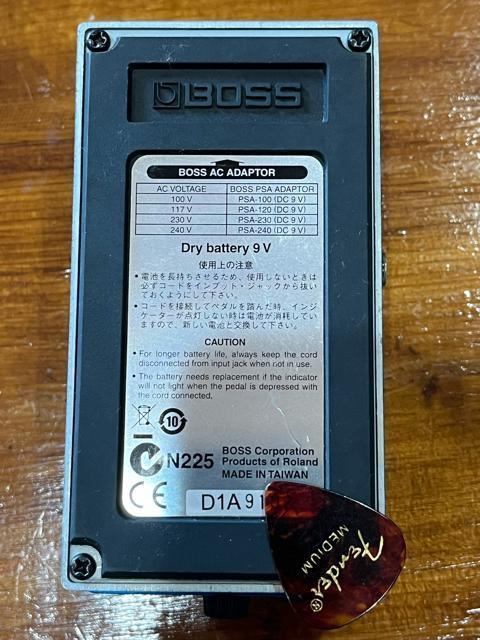 BOSS
BOSS AC ADAPTOR
AC VOLTAGE BOSS PSA ADAPTOR
100 V PSA-100 (DC 9 V)
117 V PSA-120 (DC 9 V)
230 V PSA-230 (DC 9 V)
240 V PSA-240 (DC 9 V)
Dry battery 9 V
使用上の注意
・電池を長持ちさせるため、使用しないときは
必ずコードをインプット・ジャックから抜い
ておくようにして下さい。
・コードを接続してペダルを踏んだ時、インジ
ケーターが点灯しない時は電池が消耗してい
ますので、新しい電池と交換して下さい。
CAUTION
• For longer battery life, always keep the cord
disconnected from input jack when not in use.
• The battery needs replacement if the indicator
will not light when the pedal is depressed with
the cord connected.
10
N225
BOSS Corporation
Products of Roland
MADE IN TAIWAN
CE
D1A91
Fender®
MEDIUM